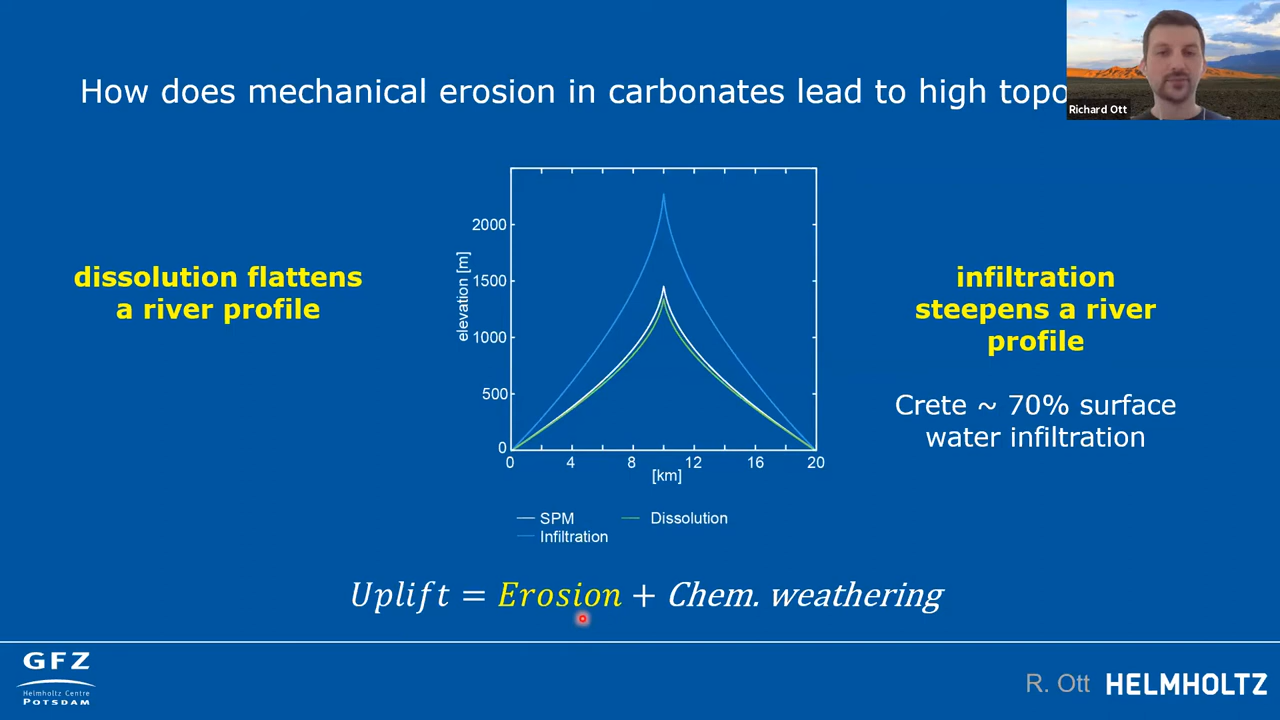 How does mechanical erosion in carbonates lead to high topo
Richard Ott
dissolution flattens
a river profile
infiltration
steepens a river
profile
Crete ~ 70% surface
water infiltration
elevation [m]
2000
1500
1000
500
0
0 4 8 12 16 20
[km]
SPM Dissolution
Infiltration
Uplift = Erosion + Chem. weathering
GFZ
Helmholtz Centre
POTSDAM
R. Ott HELMHOLTZ